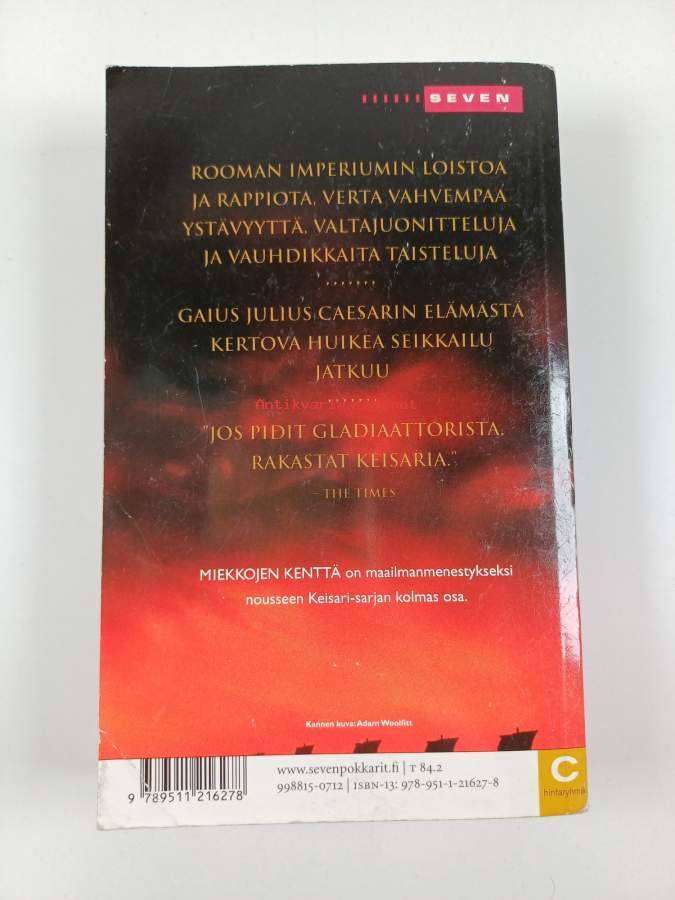 SEVEN
ROOMAN IMPERIUMIN LOISTOA
JA RAPPIOTA, VERTA VAHVEMPAA
YSTÄVYYTTÄ, VALTAJUONITTELUJA
JA VAUHDIKKAITA TAISTELUJA
GAIUS JULIUS CAESARIN ELÄMÄSTÄ
KERTOVA HUIKEA SEIKKAILU
JATKUU
"JOS PIDIT GLADIAATTORISTA,
RAKASTAT KEISARIA."
– THE TIMES
MIEKKOJEN KENTTÄ on maailmanmenestykseksi
nousseen Keisari-sarjan kolmas osa.
Kannen kuva: Adam Woolfitt
www.sevenpokkarit.fi | T 84.2
998815-0712 | ISBN-13: 978-951-1-21627-8
9 789511 216278
C